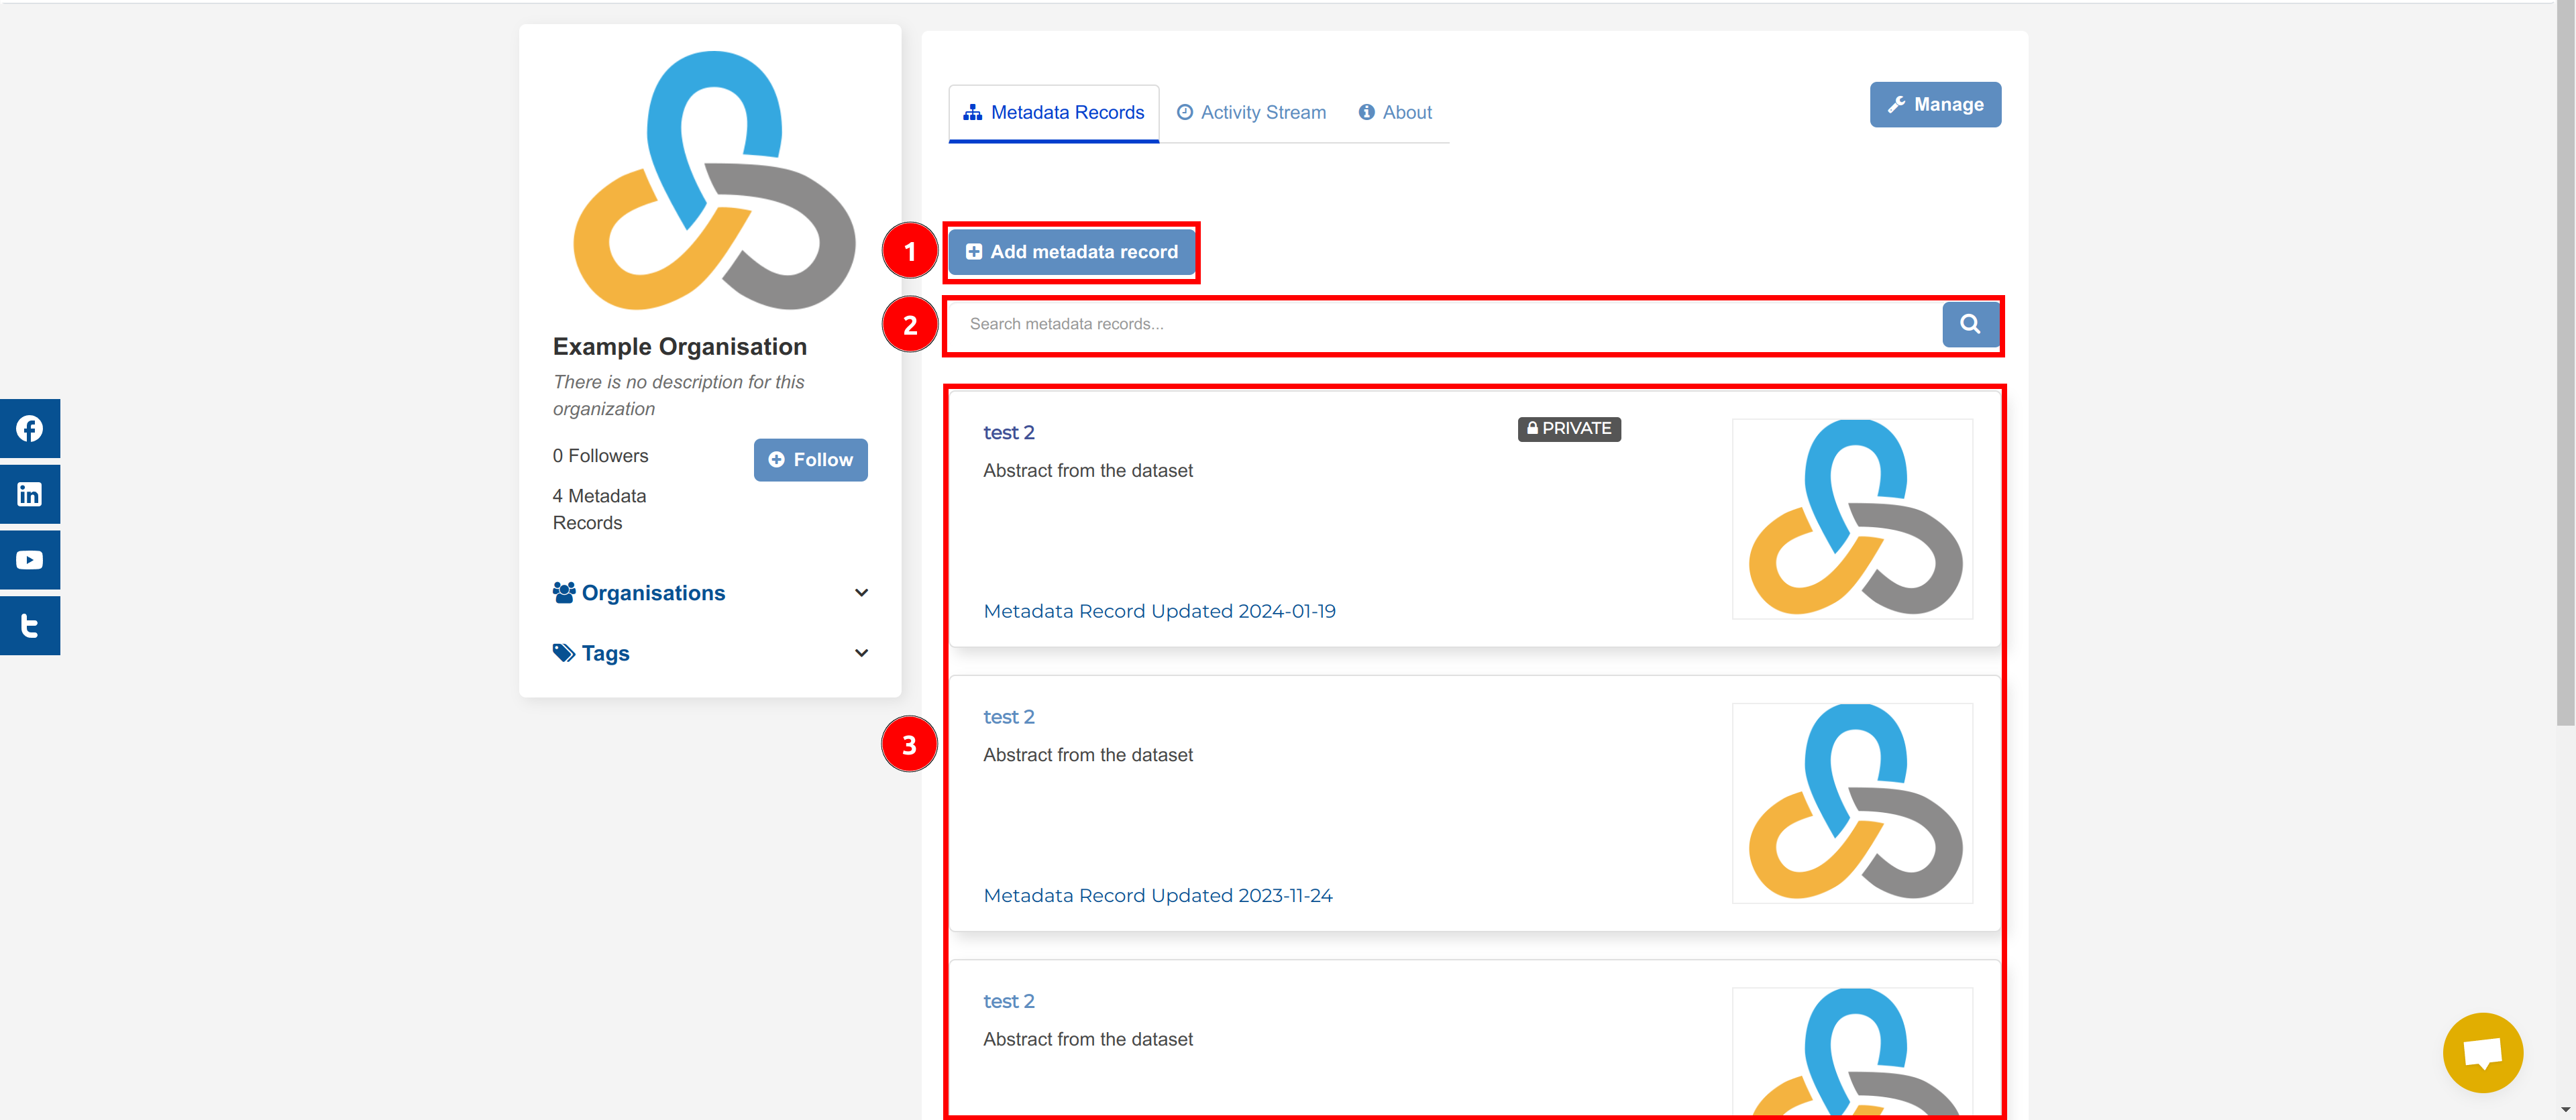 Example Organisation
There is no description for this
organization
0 Followers
Follow
4 Metadata
Records
Organisations
Tags
Metadata Records
Activity Stream
About
Manage
1
Add metadata record
2
Search metadata records...
3
test 2
PRIVATE
Abstract from the dataset
Metadata Record Updated 2024-01-19
test 2
Abstract from the dataset
Metadata Record Updated 2023-11-24
test 2
Abstract from the dataset